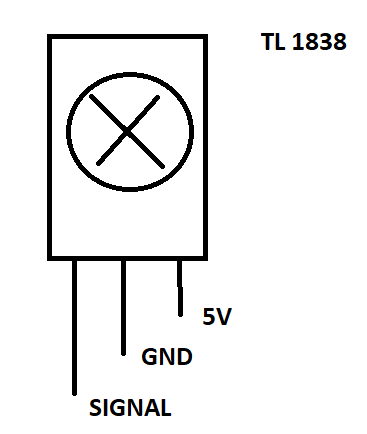 TL 1838
5V
GND
SIGNAL